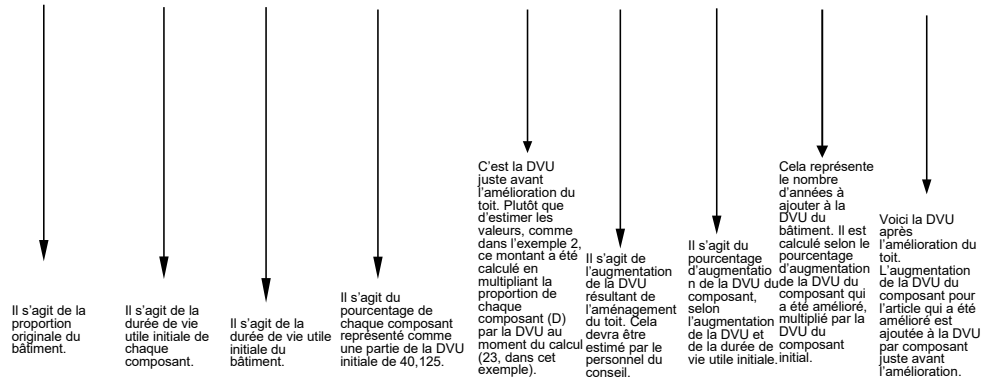 Il s'agit de la
proportion
originale du
bâtiment.
Il s'agit de la
durée de vie
utile initiale de
chaque
composant.
Il s'agit de la
durée de vie utile
initiale du
bâtiment.
Il s'agit du
pourcentage de
chaque composant
représenté comme
une partie de la DVU
initiale de 40,125.
C'est la DVU
juste avant
l'amélioration du
toit. Plutôt que
d'estimer les
valeurs, comme
dans l'exemple 2,
ce montant a été
calculé en
multipliant la
proportion de
chaque
composant (D)
par la DVU au
moment du calcul
(23, dans cet
exemple).
Il s'agit de
l'augmentation
de la DVU
résultant de
l'aménagement
du toit. Cela
devra être
estimé par le
personnel du
conseil.
Il s'agit du
pourcentage
d'augmentatio
n de la DVU du
composant,
selon
l'augmentation
de la DVU et
de la durée de
vie utile initiale.
Cela représente
le nombre
d'années à
ajouter à la
DVU du
bâtiment. Il est
calculé selon le
pourcentage
d'augmentation
de la DVU du
composant qui
a été amélioré,
multiplié par la
DVU du
composant
initial.
Voici la DVU
après
l'amélioration du
toit.
L'augmentation
de la DVU du
composant pour
l'article qui a été
amélioré est
ajoutée à la DVU
par composant
juste avant
l'amélioration.